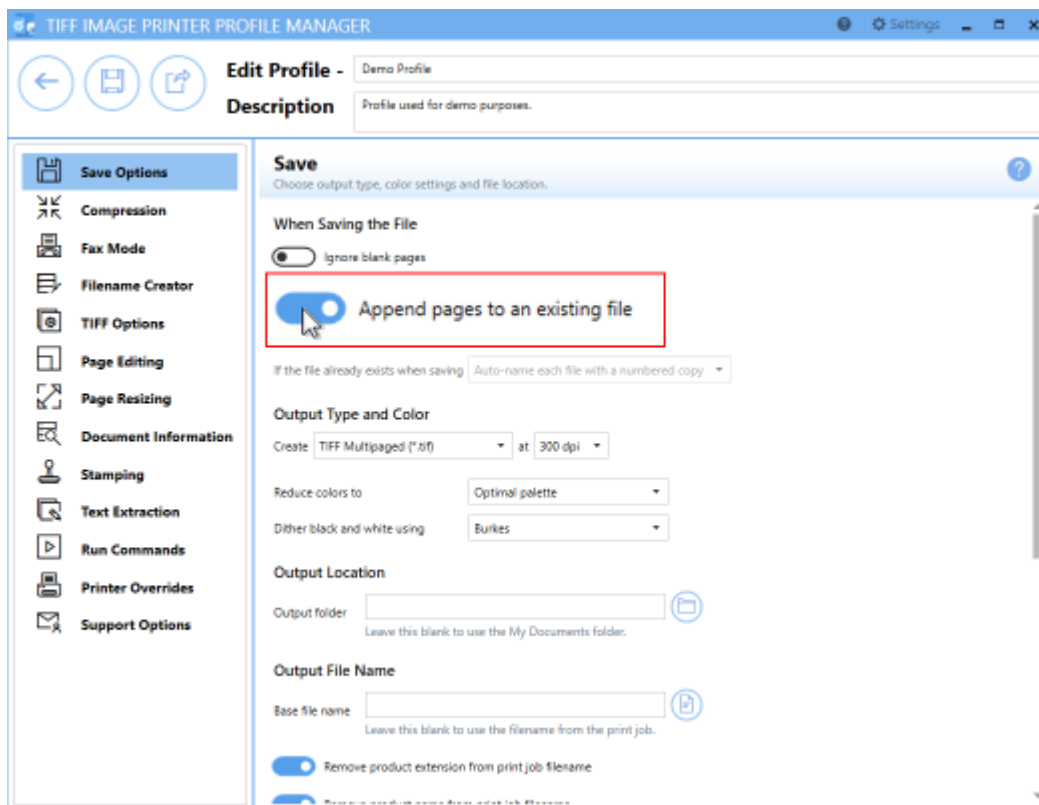 TIFF IMAGE PRINTER PROFILE MANAGER
Settings
Edit Profile - Demo Profile
Description Profile used for demo purposes.
Save Options
Compression
Fax Mode
Filename Creator
TIFF Options
Page Editing
Page Resizing
Document Information
Stamping
Text Extraction
Run Commands
Printer Overrides
Support Options
Save
Choose output type, color settings and file location.
When Saving the File
Ignore blank pages
Append pages to an existing file
If the file already exists when saving Auto-name each file with a numbered copy
Output Type and Color
Create TIFF Multipaged (*.tif) at 300 dpi
Reduce colors to Optimal palette
Dither black and white using Burkes
Output Location
Output folder
Leave this blank to use the My Documents folder.
Output File Name
Base file name
Leave this blank to use the filename from the print job.
Remove product extension from print job filename
Remove product name from print job filename